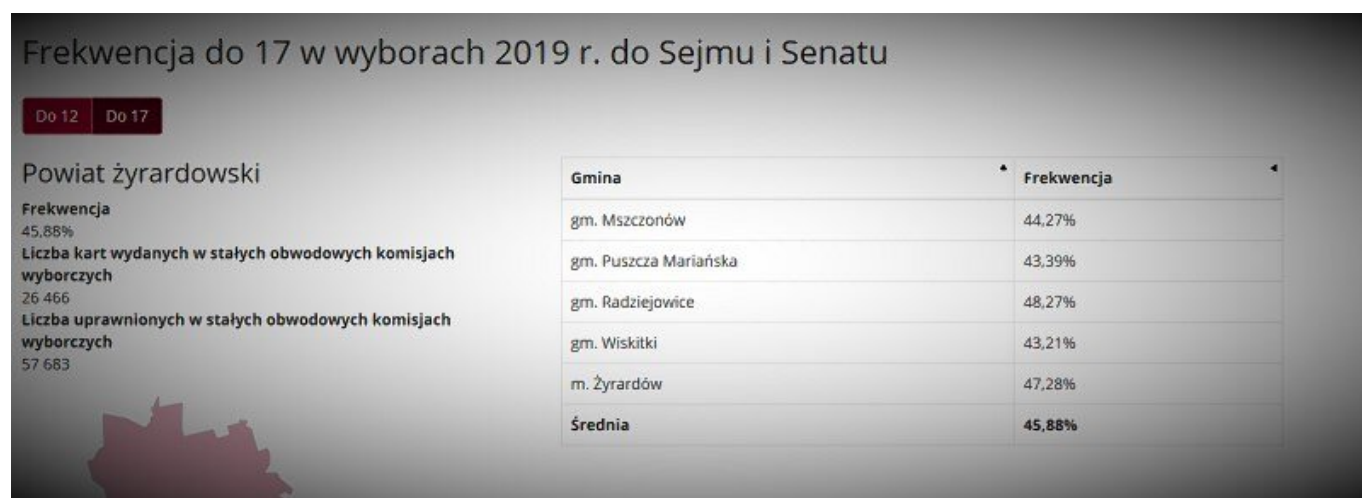 Frekwencja do 17 w wyborach 2019 r. do Sejmu i Senatu
Do 12 Do 17
Powiat żyrardowski
Frekwencja
45,88%
Liczba kart wydanych w stałych obwodowych komisjach
wyborczych
26 466
Liczba uprawnionych w stałych obwodowych komisjach
wyborczych
57 683
Gmina Frekwencja
gm. Mszczonów 44,27%
gm. Puszcza Mariańska 43,39%
gm. Radziejowice 48,27%
gm. Wiskitki 43,21%
m. Żyrardów 47,28%
Średnia 45,88%